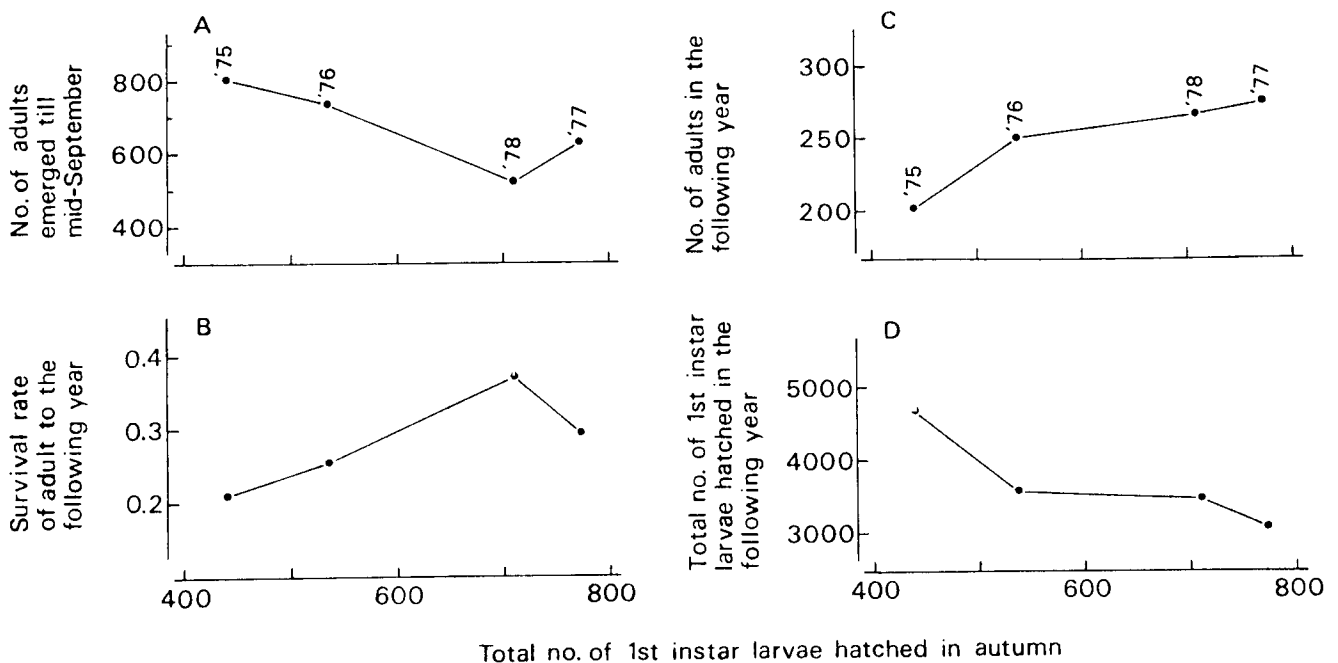 A
No. of adults
emerged till
mid-September
800
600
400
'75
'76
'78
'77
B
Survival rate
of adult to the
following year
0.4
0.3
0.2
400
600
800
C
No. of adults in the
following year
300
250
200
'75
'76
'78
'77
D
Total no. of 1st instar
larvae hatched in the
following year
5000
4000
3000
400
600
800
Total no. of 1st instar larvae hatched in autumn